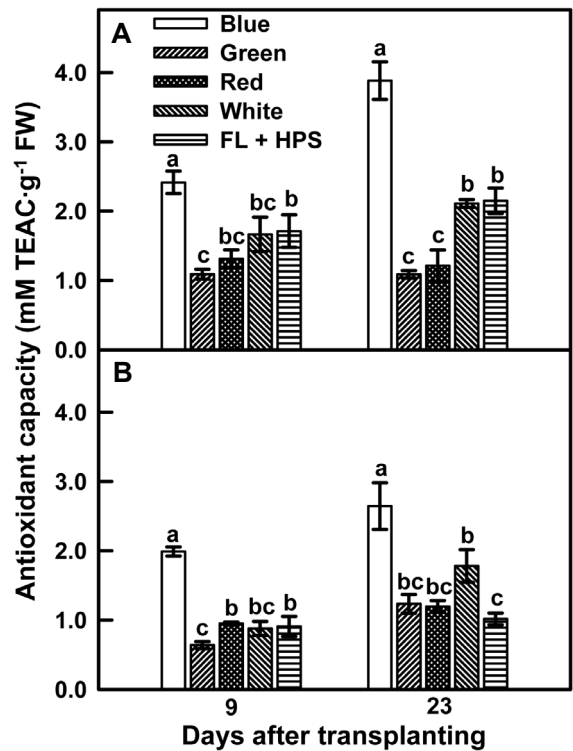 A
Blue
Green
Red
White
FL + HPS
Antioxidant capacity (mM TEAC·g⁻¹ FW)
4.0
3.0
2.0
1.0
0.0
a
c
bc
bc
b
a
c
c
b
b
B
4.0
3.0
2.0
1.0
0.0
a
c
b
bc
b
a
bc
bc
b
c
9
23
Days after transplanting